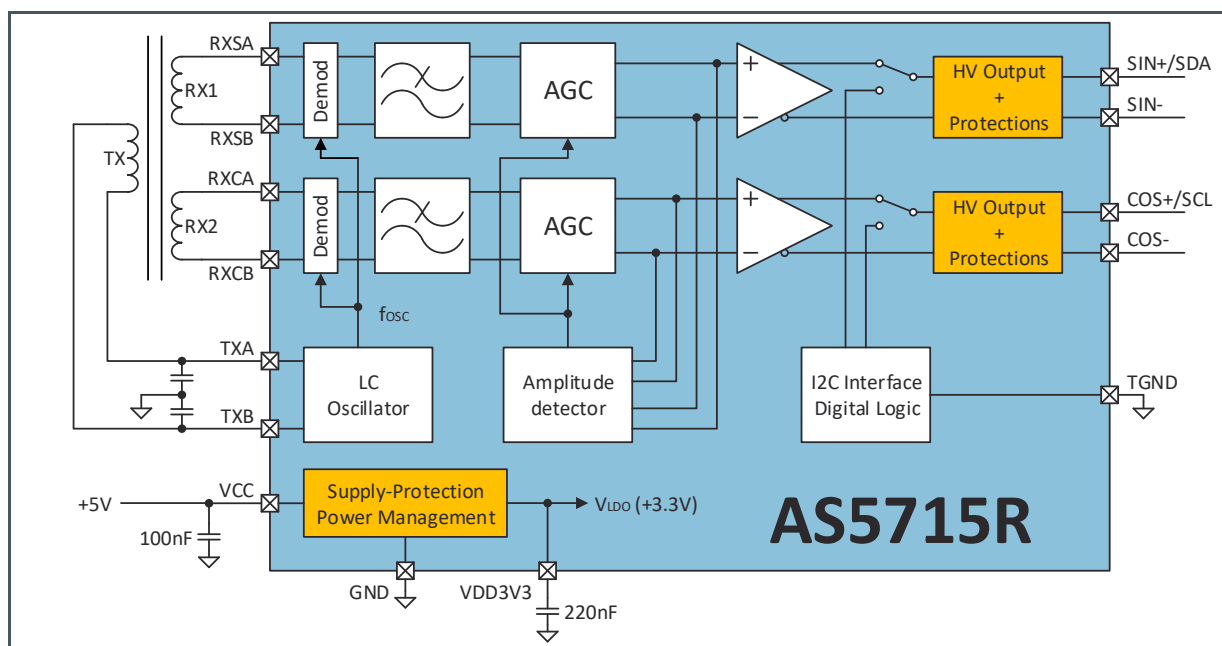 RXSA
RX1
RXSB
TX
RXCA
RX2
RXCB
TXA
TXB
VCC
+5V
100nF
Demod
AGC
HV Output
+
Protections
SIN+/SDA
SIN-
+
−
Demod
AGC
HV Output
+
Protections
COS+/SCL
COS-
+
−
fosc
LC
Oscillator
Amplitude
detector
I2C Interface
Digital Logic
TGND
Supply-Protection
Power Management
VLDO (+3.3V)
AS5715R
GND
VDD3V3
220nF